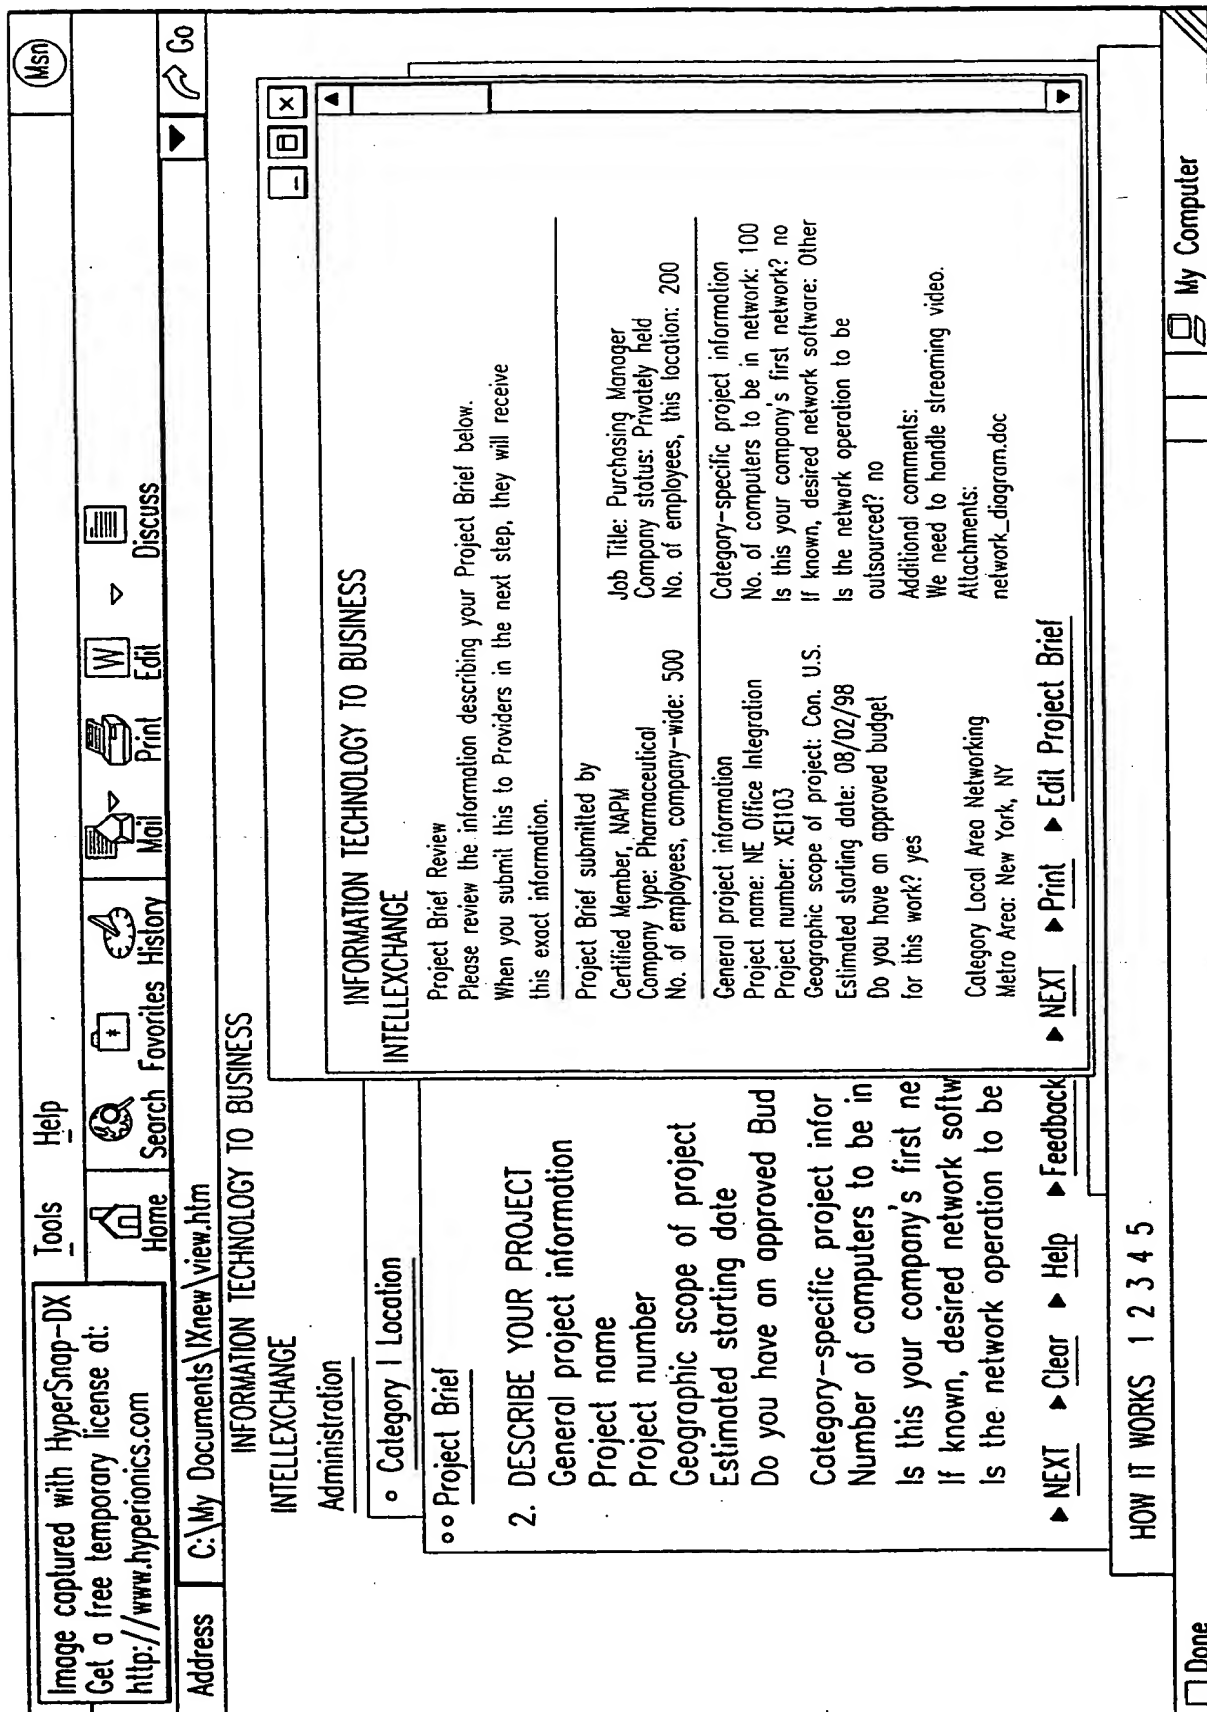 Image captured with HyperSnap-DX
Get a free temporary license at:
http://www.hyperionics.com
Tools Help
Msn
Home Search Favorites History Mail Print Edit Discuss
W
Address C:\My Documents\IXnew\view.htm Go
INFORMATION TECHNOLOGY TO BUSINESS
INTELLEXCHANGE
Administration
Category | Location
Project Brief
2. DESCRIBE YOUR PROJECT
General project information
Project name
Project number
Geographic scope of project
Estimated starting date
Do you have an approved Bud
Category-specific project infor
Number of computers to be in
Is this your company's first ne
If known, desired network softw
Is the network operation to be
NEXT Clear Help Feedback
INFORMATION TECHNOLOGY TO BUSINESS
INTELLEXCHANGE
Project Brief Review
Please review the information describing your Project Brief below.
When you submit this to Providers in the next step, they will receive
this exact information.
Project Brief submitted by
Certified Member, NAPM
Company type: Pharmaceutical
No. of employees, company-wide: 500
Job Title: Purchasing Manager
Company status: Privately held
No. of employees, this location: 200
General project information
Project name: NE Office Integration
Project number: XEI103
Geographic scope of project: Con. U.S.
Estimated starting date: 08/02/98
Do you have an approved budget
for this work? yes
Category Local Area Networking
Metro Area: New York, NY
Category-specific project information
No. of computers to be in network: 100
Is this your company's first network? no
If known, desired network software: Other
Is the network operation to be
outsourced? no
Additional comments:
We need to handle streaming video.
Attachments:
network_diagram.doc
NEXT Print Edit Project Brief
HOW IT WORKS 1 2 3 4 5
Done
My Computer